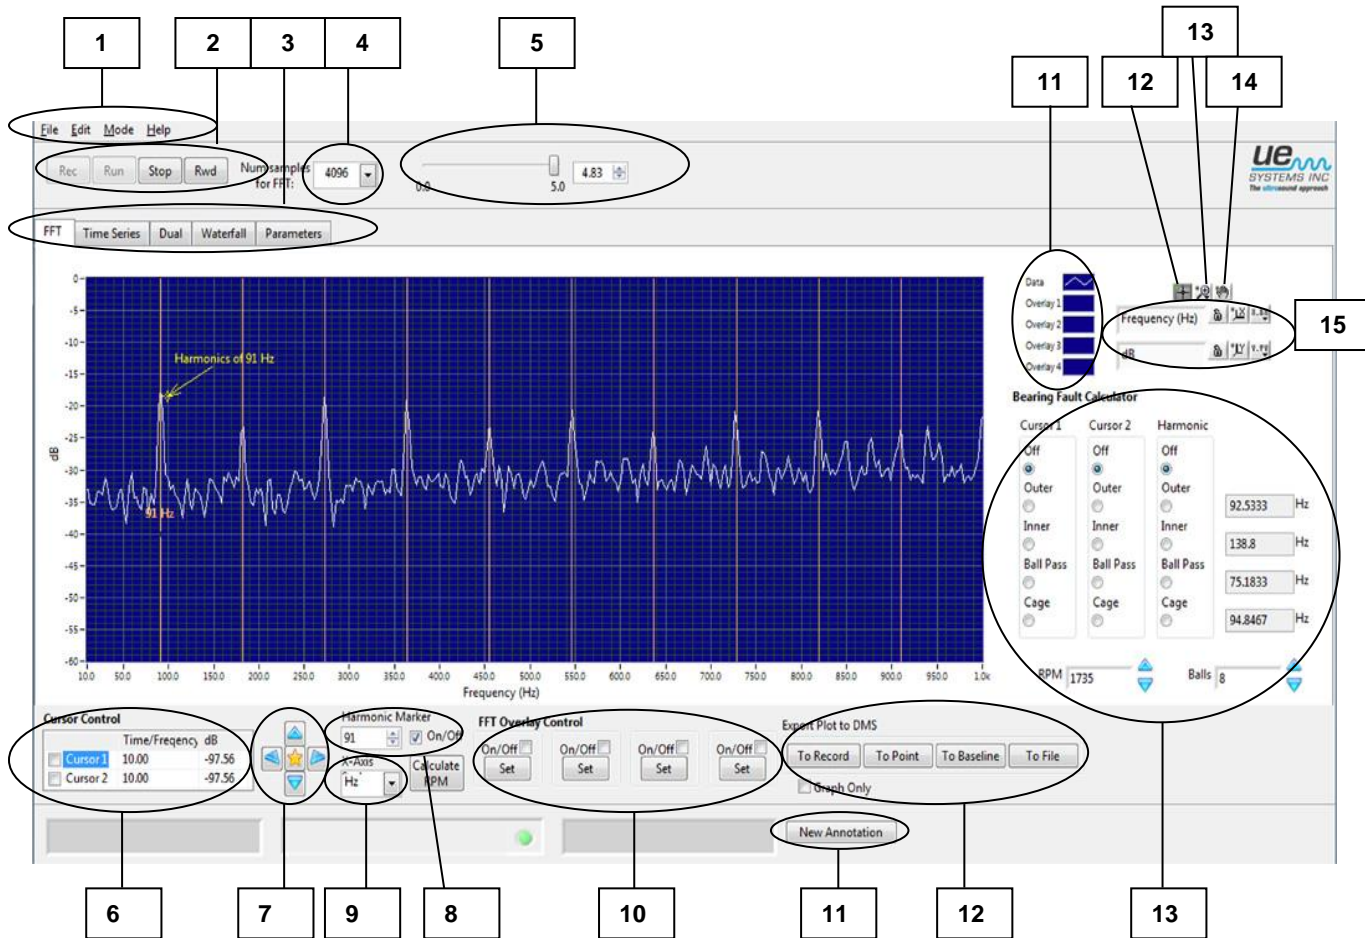 13
1 2 3 4 5
11 12 14
File Edit Mode Help
Rec Run Stop Rwd
Num samples
for FFT:
4096
0.0 5.0
4.83
ue
SYSTEMS INC
The ultrasound approach
FFT Time Series Dual Waterfall Parameters
0
-5
-10
-15
-20
-25
-30
-35
-40
-45
-50
-55
-60
dB
Harmonics of 91 Hz
91 Hz
10.0 50.0 100.0 150.0 200.0 250.0 300.0 350.0 400.0 450.0 500.0 550.0 600.0 650.0 700.0 750.0 800.0 850.0 900.0 950.0 1.0k
Frequency (Hz)
Data
Overlay 1
Overlay 2
Overlay 3
Overlay 4
Frequency (Hz)
dB
15
Bearing Fault Calculator
Cursor 1 Cursor 2 Harmonic
Off Off Off
Outer Outer Outer
92.5333 Hz
Inner Inner Inner
138.8 Hz
Ball Pass Ball Pass Ball Pass
75.1833 Hz
Cage Cage Cage
94.8467 Hz
RPM 1735 Balls 8
Cursor Control
Time/Freqency dB
Cursor 1 10.00 -97.56
Cursor 2 10.00 -97.56
Harmonic Marker
91 On/Off
X-Axis
Hz
Calculate
RPM
FFT Overlay Control
On/Off On/Off On/Off On/Off
Set Set Set Set
Export Plot to DMS
To Record To Point To Baseline To File
Graph Only
New Annotation
6 7 9 8 10 11 12 13